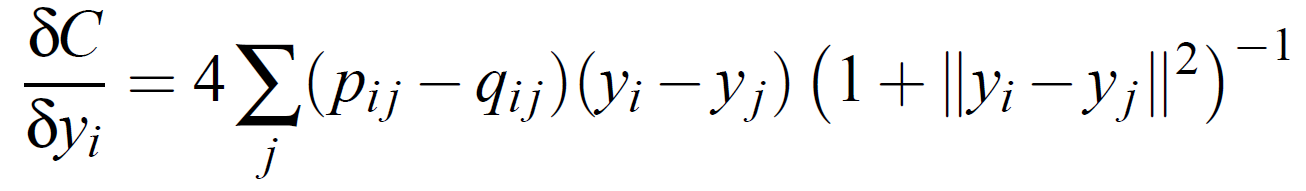 δC/δy_i = 4 ∑_j (p_ij − q_ij)(y_i − y_j) (1 + ‖y_i − y_j‖²)⁻¹